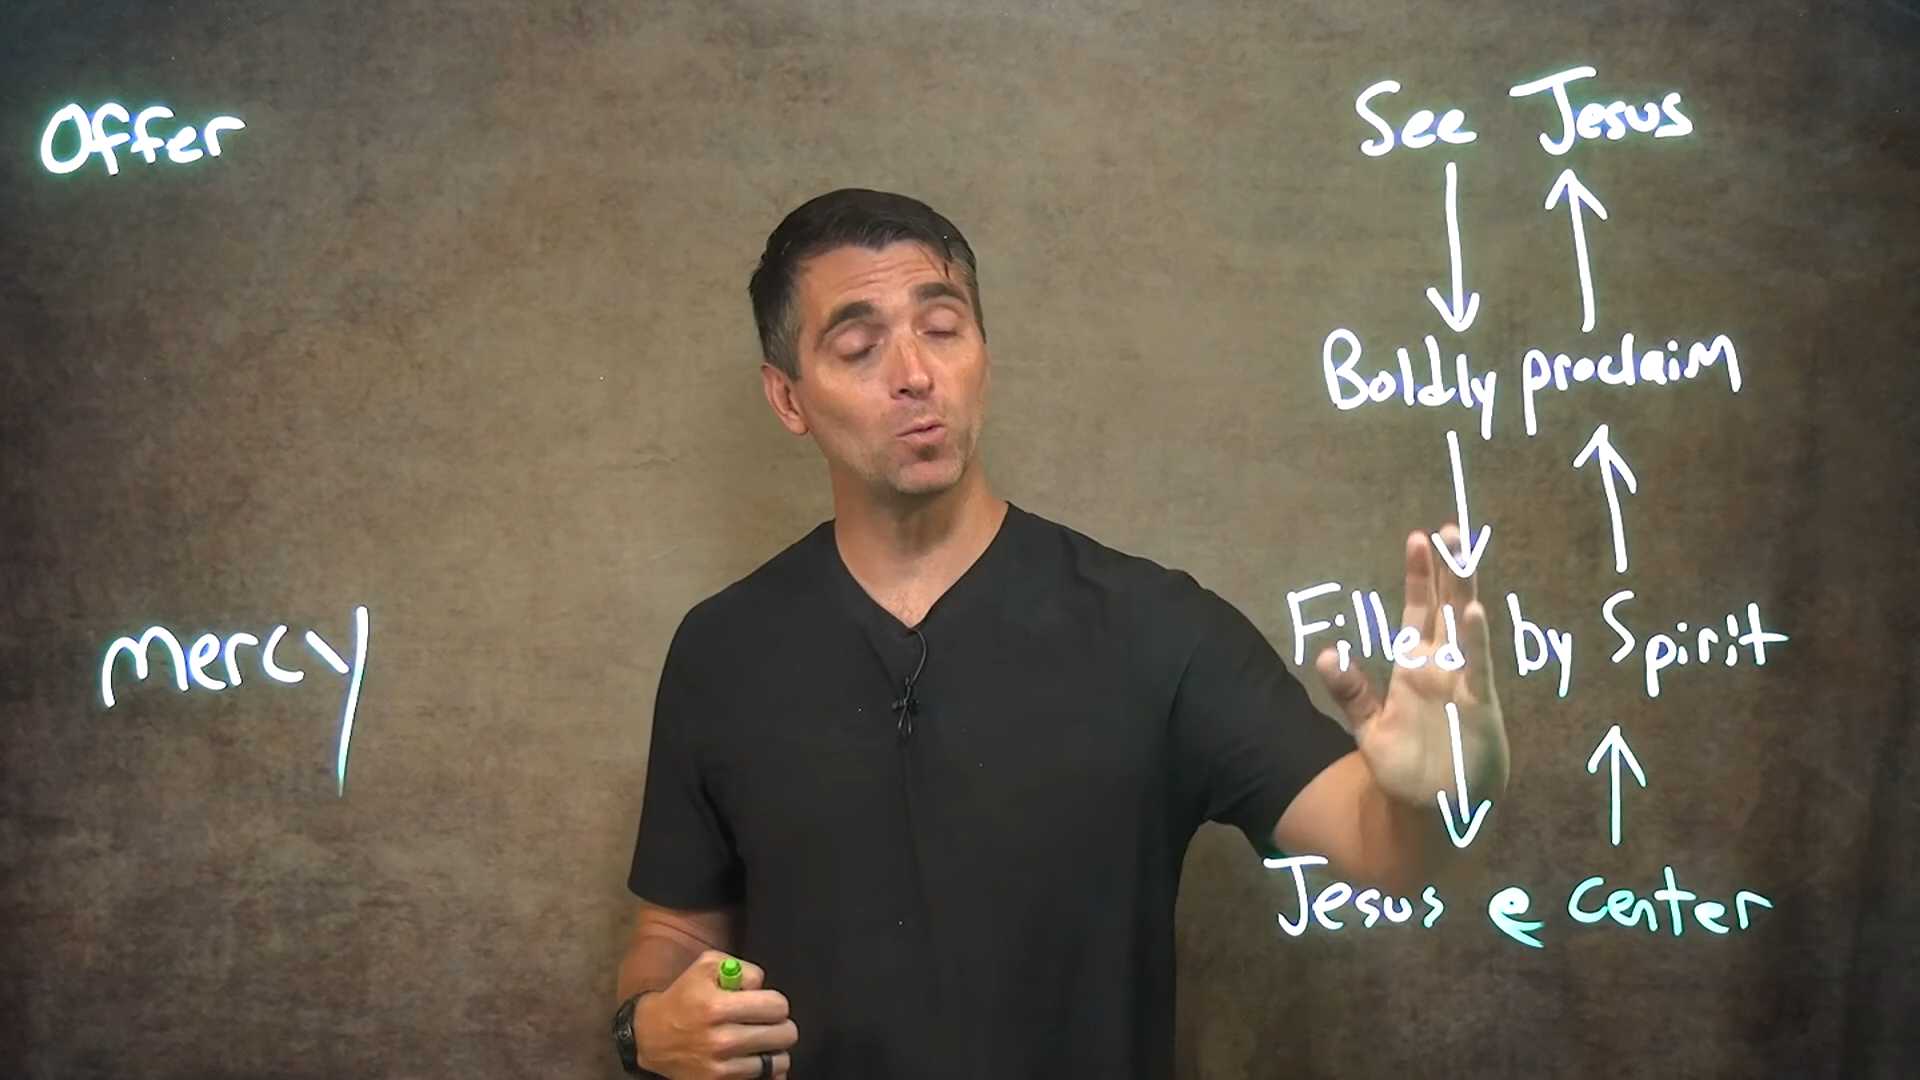 Offer
mercy
See Jesus
Boldly proclaim
Filled by Spirit
Jesus @ center